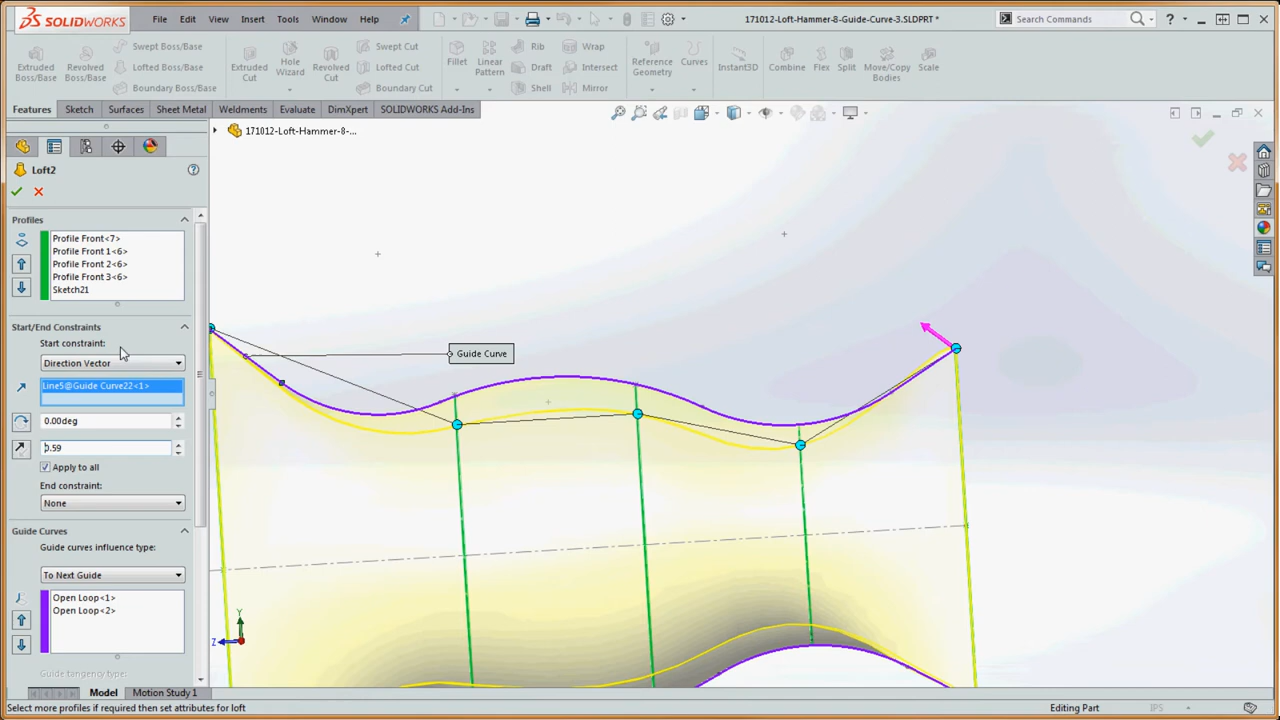 SOLIDWORKS File Edit View Insert Tools Window Help 171012-Loft-Hammer-8-Guide-Curve-3.SLDPRT * Search Commands ?
Extruded Boss/Base Revolved Boss/Base Swept Boss/Base Lofted Boss/Base Boundary Boss/Base Extruded Cut Hole Wizard Revolved Cut Swept Cut Lofted Cut Boundary Cut Fillet Linear Pattern Rib Draft Shell Wrap Intersect Mirror Reference Geometry Curves Instant3D Combine Flex Split Move/Copy Bodies Scale
Features Sketch Surfaces Sheet Metal Weldments Evaluate DimXpert SOLIDWORKS Add-Ins
171012-Loft-Hammer-8-...
Loft2
Profiles
Profile Front<7>
Profile Front 1<6>
Profile Front 2<6>
Profile Front 3<6>
Sketch21
Start/End Constraints
Start constraint:
Direction Vector
Line5@Guide Curve22<1>
0.00deg
0.59
Apply to all
End constraint:
None
Guide Curves
Guide curves influence type:
To Next Guide
Open Loop<1>
Open Loop<2>
Guide tangency type:
Guide Curve
Y
Z
Model Motion Study 1
Select more profiles if required then set attributes for loft Editing Part IPS